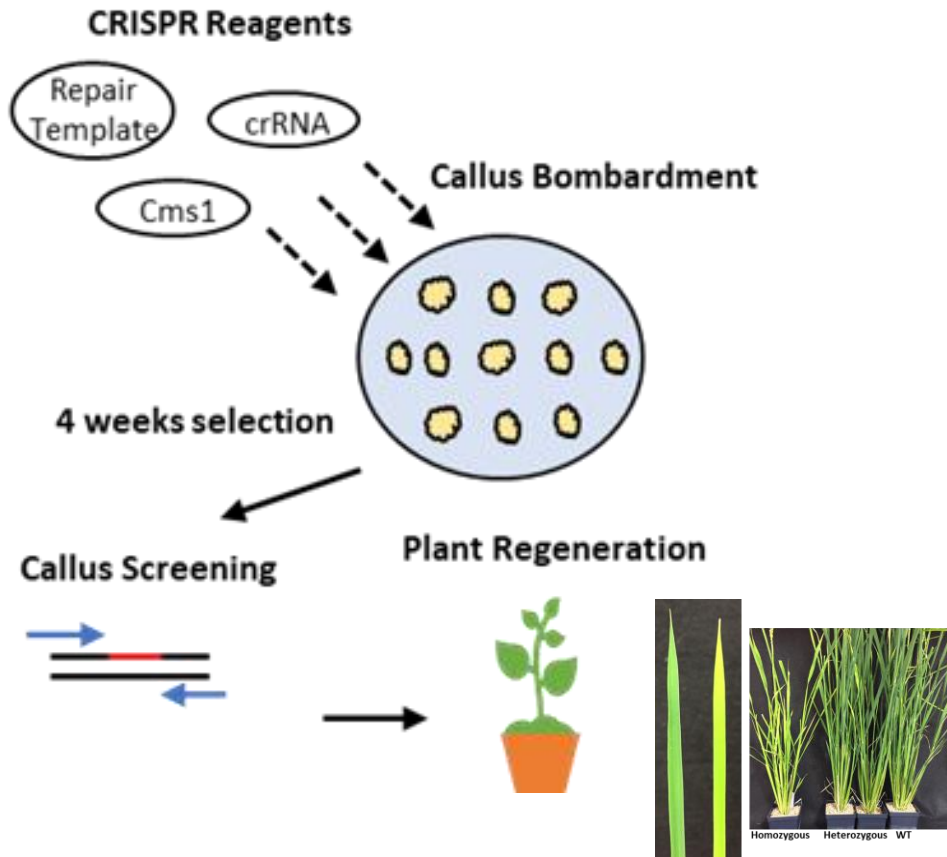 CRISPR Reagents
Repair
Template
crRNA
Cms1
Callus Bombardment
4 weeks selection
Callus Screening
Plant Regeneration
Homozygous Heterozygous WT